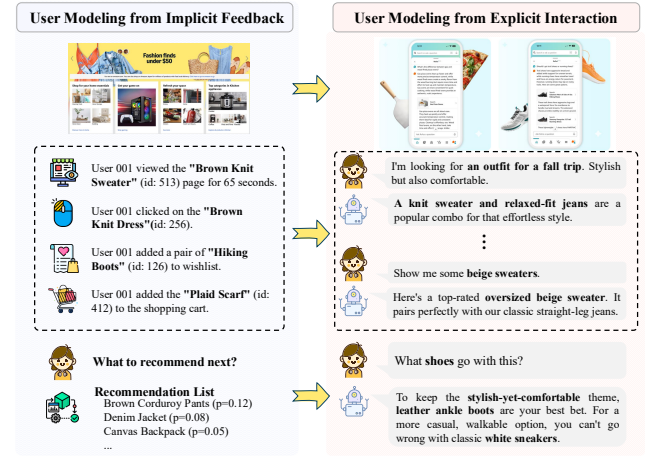 User Modeling from Implicit Feedback
Fashion finds
under $50
User 001 viewed the "Brown Knit
Sweater" (id: 513) page for 65 seconds.
User 001 clicked on the "Brown
Knit Dress"(id: 256).
User 001 added a pair of "Hiking
Boots" (id: 126) to wishlist.
User 001 added the "Plaid Scarf" (id:
412) to the shopping cart.
What to recommend next?
Recommendation List
Brown Corduroy Pants (p=0.12)
Denim Jacket (p=0.08)
Canvas Backpack (p=0.05)
...
User Modeling from Explicit Interaction
I'm looking for an outfit for a fall trip. Stylish
but also comfortable.
A knit sweater and relaxed-fit jeans are a
popular combo for that effortless style.
Show me some beige sweaters.
Here's a top-rated oversized beige sweater. It
pairs perfectly with our classic straight-leg jeans.
What shoes go with this?
To keep the stylish-yet-comfortable theme,
leather ankle boots are your best bet. For a
more casual, walkable option, you can't go
wrong with classic white sneakers.